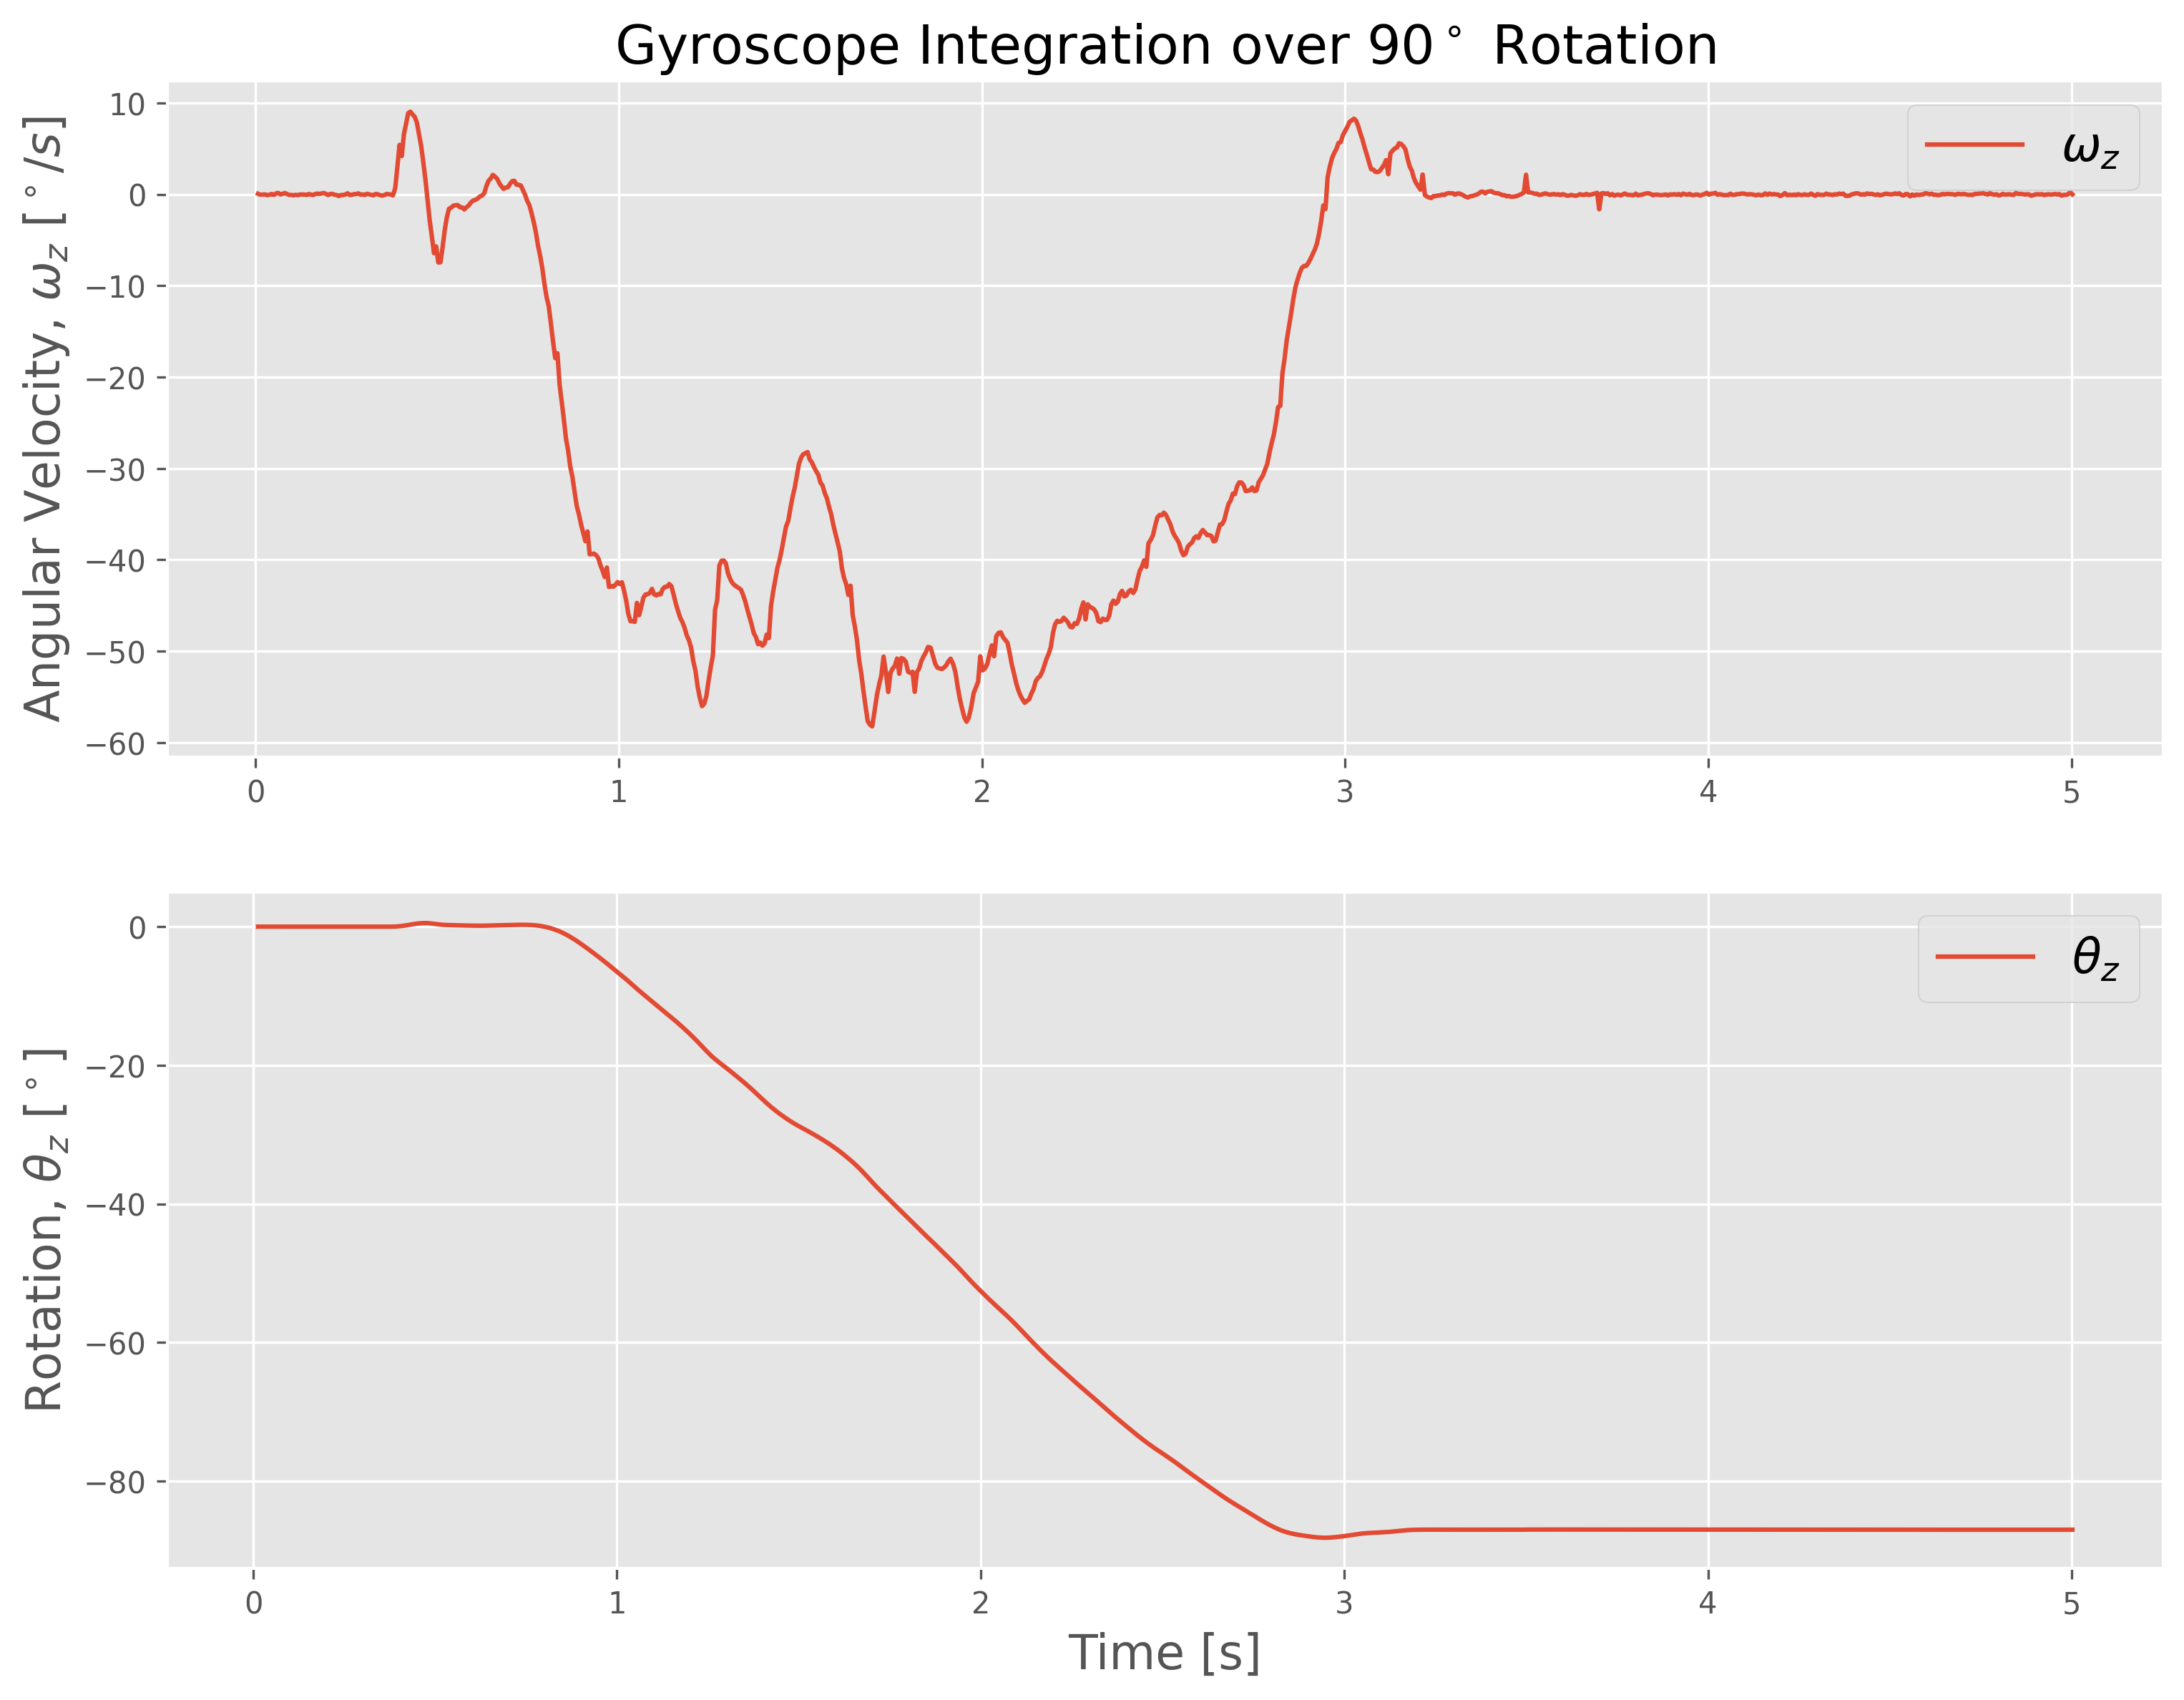 Gyroscope Integration over 90° Rotation
Angular Velocity, ω_z [°/s]
10
0
−10
−20
−30
−40
−50
−60
ω_z
0 1 2 3 4 5
Rotation, θ_z [°]
0
−20
−40
−60
−80
θ_z
0 1 2 3 4 5
Time [s]